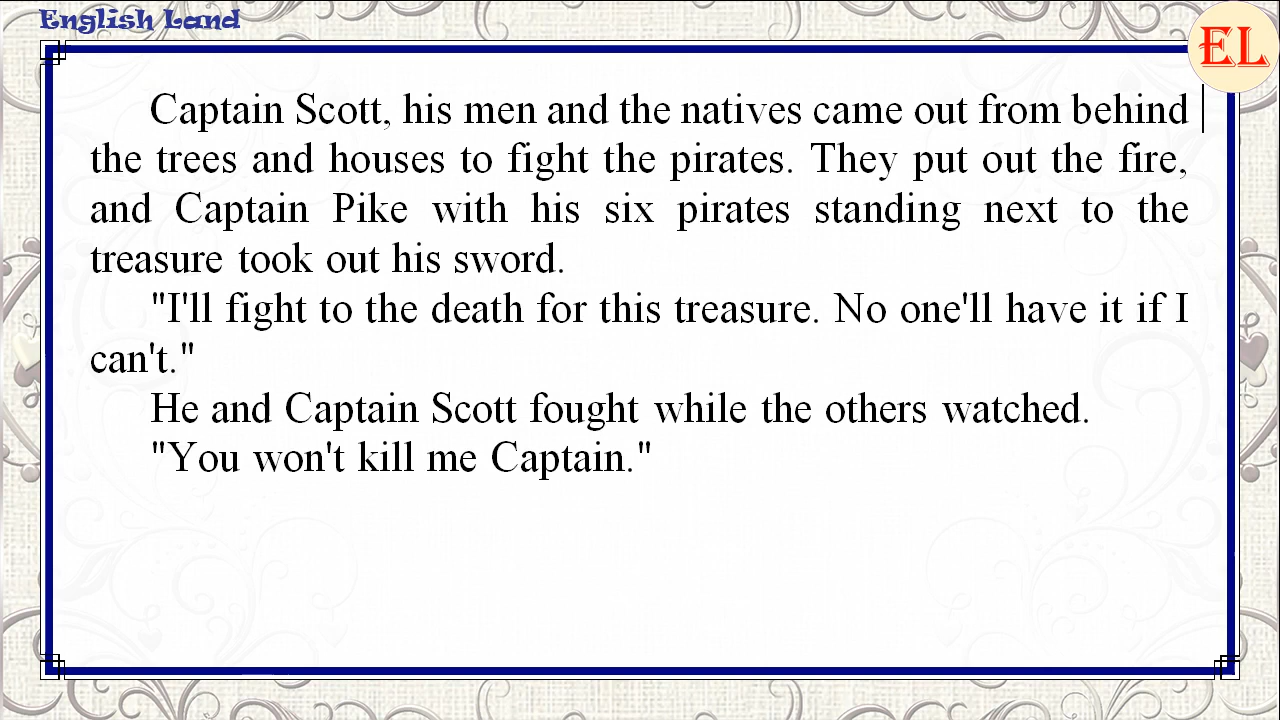 English Land
EL
Captain Scott, his men and the natives came out from behind
the trees and houses to fight the pirates. They put out the fire,
and Captain Pike with his six pirates standing next to the
treasure took out his sword.
"I'll fight to the death for this treasure. No one'll have it if I
can't."
He and Captain Scott fought while the others watched.
"You won't kill me Captain."